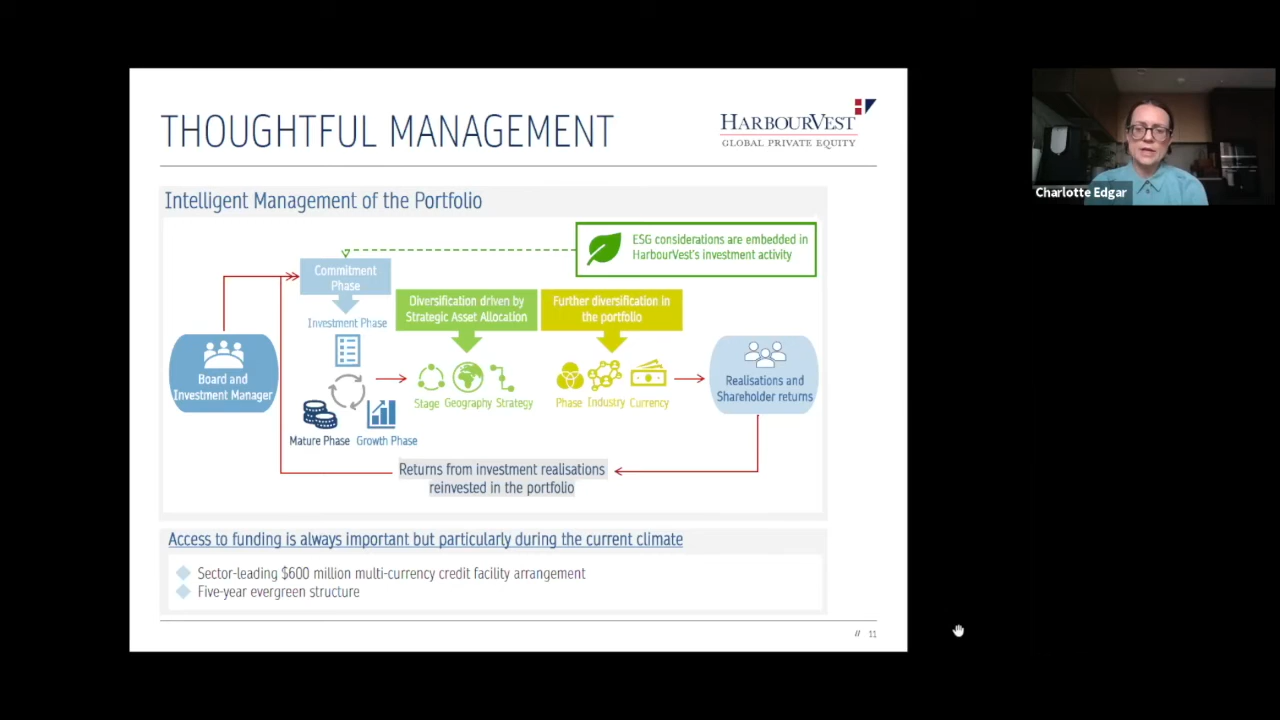 THOUGHTFUL MANAGEMENT
HARBOURVEST
GLOBAL PRIVATE EQUITY
Charlotte Edgar
Intelligent Management of the Portfolio
ESG considerations are embedded in
HarbourVest's investment activity
Commitment
Phase
Investment Phase
Diversification driven by
Strategic Asset Allocation
Further diversification in
the portfolio
Board and
Investment Manager
Mature Phase
Growth Phase
Stage
Geography
Strategy
Phase
Industry
Currency
Realisations and
Shareholder returns
Returns from investment realisations
reinvested in the portfolio
Access to funding is always important but particularly during the current climate
Sector-leading $600 million multi-currency credit facility arrangement
Five-year evergreen structure
// 11